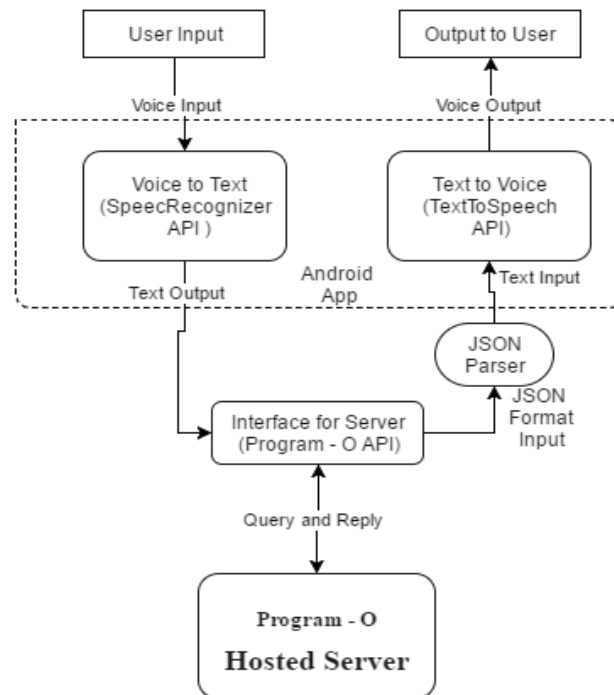 User Input
Output to User
Voice Input
Voice Output
Voice to Text
(SpeecRecognizer
API )
Text to Voice
(TextToSpeech
API)
Text Output
Android
App
Text Input
JSON
Parser
JSON
Format
Input
Interface for Server
(Program - O API)
Query and Reply
Program - O
Hosted Server